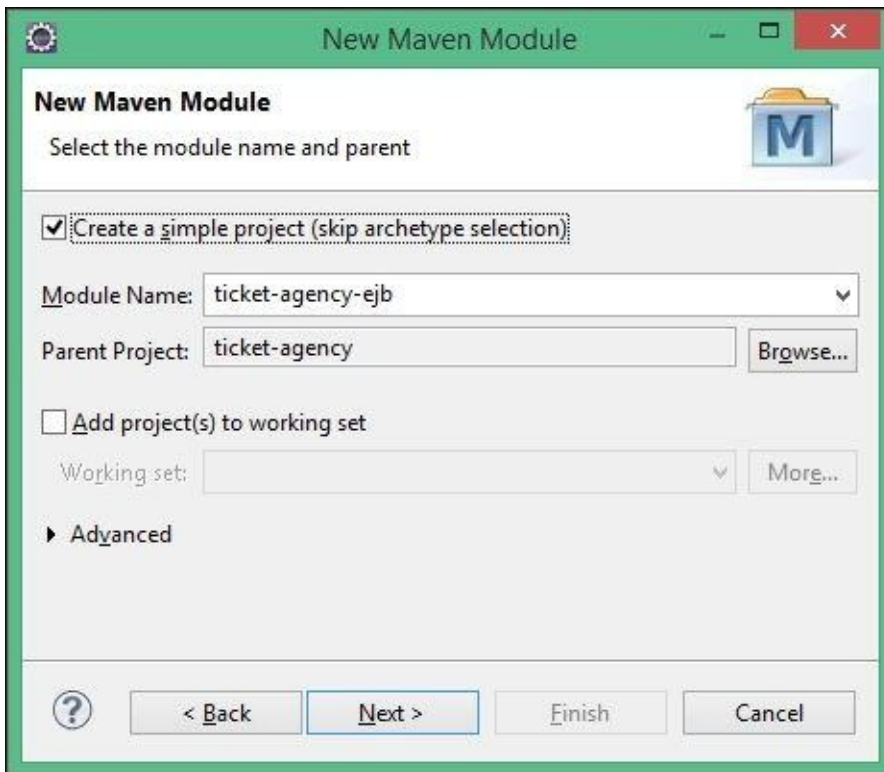 New Maven Module
New Maven Module
Select the module name and parent
M
Create a simple project (skip archetype selection)
Module Name: ticket-agency-ejb
Parent Project: ticket-agency Browse...
Add project(s) to working set
Working set: More...
Advanced
? < Back Next > Finish Cancel